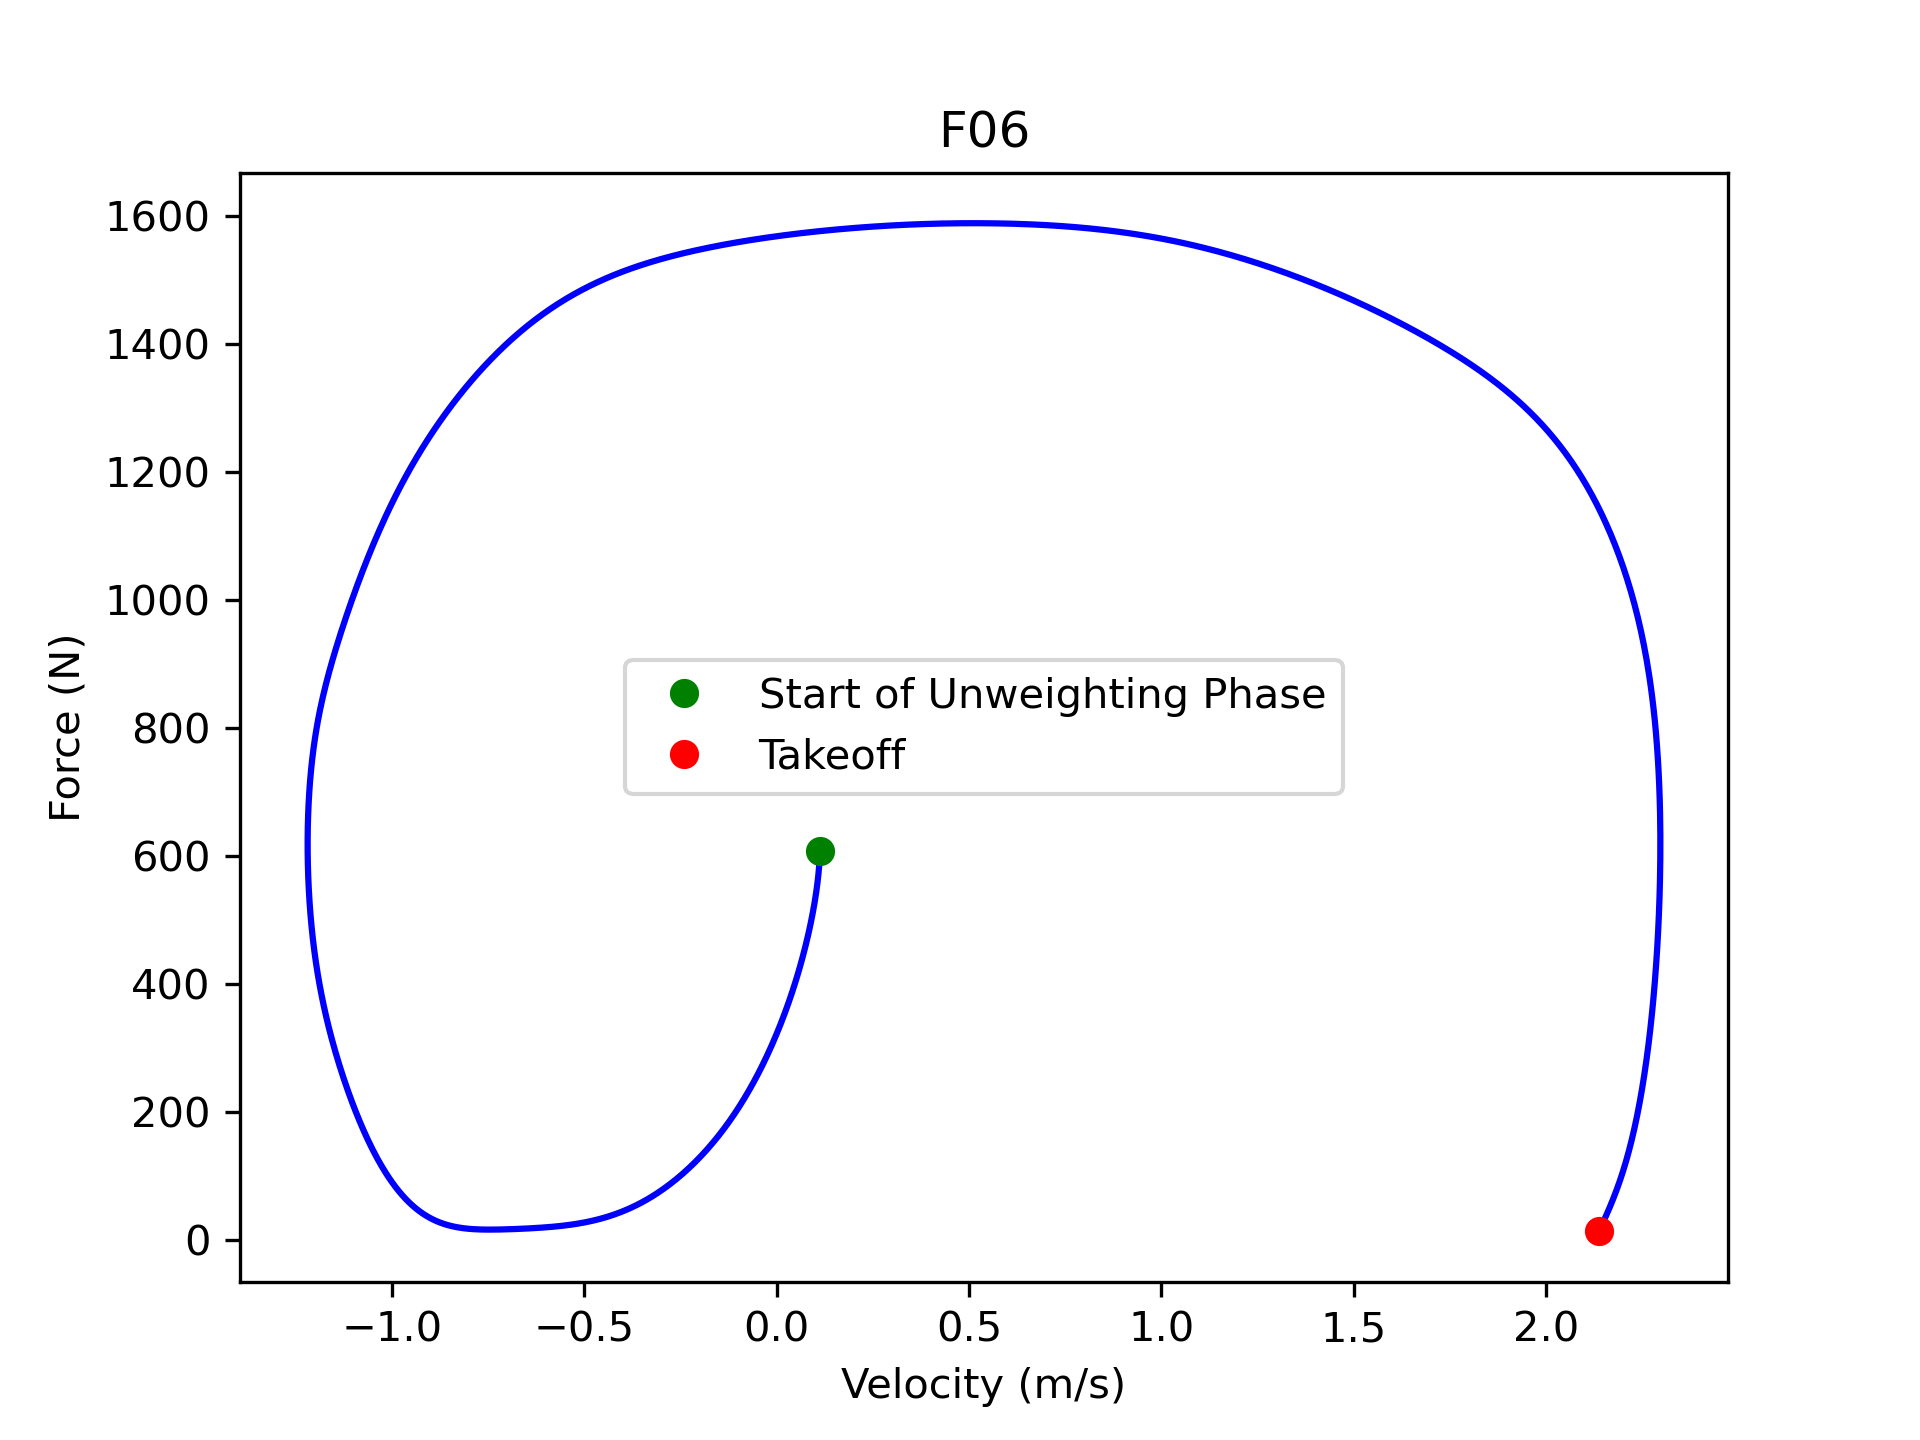 F06
1600
1400
1200
1000
800
600
400
200
0
Force (N)
Start of Unweighting Phase
Takeoff
−1.0 −0.5 0.0 0.5 1.0 1.5 2.0
Velocity (m/s)